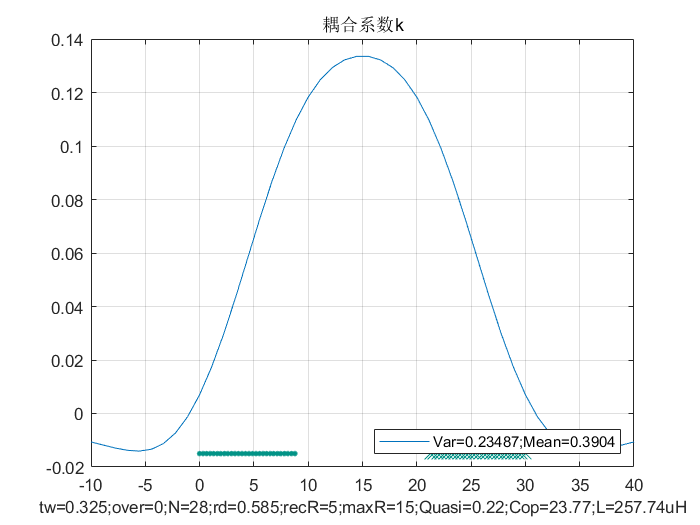 耦合系数k
0.14
0.12
0.1
0.08
0.06
0.04
0.02
0
-0.02
Var=0.23487;Mean=0.3904
-10 -5 0 5 10 15 20 25 30 35 40
tw=0.325;over=0;N=28;rd=0.585;recR=5;maxR=15;Quasi=0.22;Cop=23.77;L=257.74uH